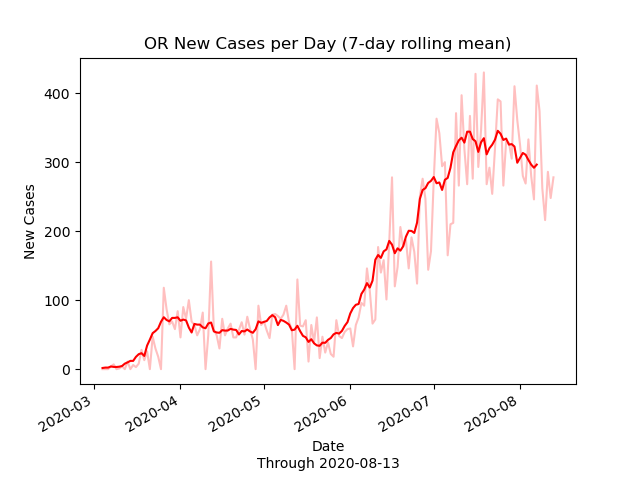 OR New Cases per Day (7-day rolling mean)
New Cases
400
300
200
100
0
2020-03
2020-04
2020-05
2020-06
2020-07
2020-08
Date
Through 2020-08-13